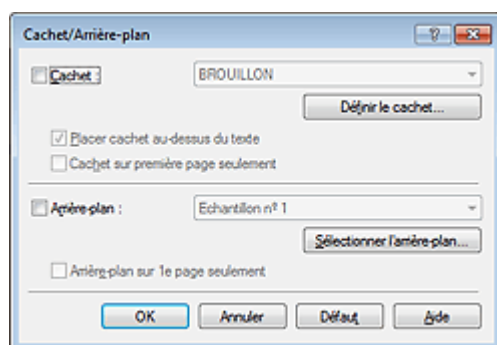 Cachet/Arrière-plan
Cachet : BROUILLON
Définir le cachet...
Placer cachet au-dessus du texte
Cachet sur première page seulement
Arrière-plan : Echantillon nº 1
Sélectionner l'arrière-plan...
Arrière-plan sur 1e page seulement
OK Annuler Défaut Aide